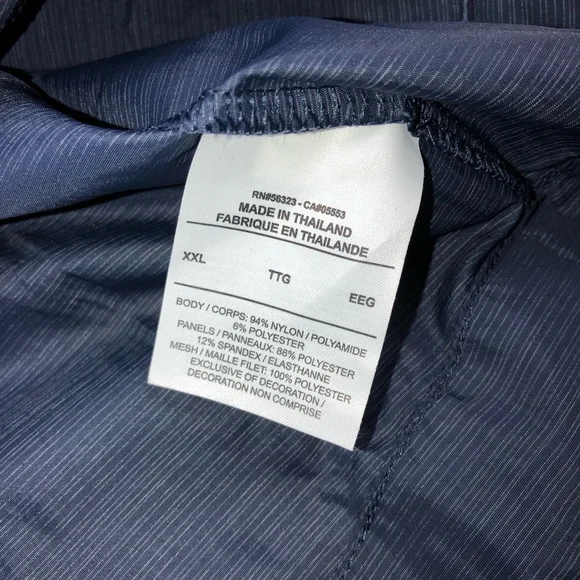 RN#56323 - CA#05553
MADE IN THAILAND
FABRIQUE EN THAILANDE
XXL TTG EEG
BODY / CORPS: 94% NYLON / POLYAMIDE
6% POLYESTER
PANELS / PANNEAUX: 88% POLYESTER
12% SPANDEX / ELASTHANNE
MESH / MAILLE FILET: 100% POLYESTER
EXCLUSIVE OF DECORATION /
DECORATION NON COMPRISE